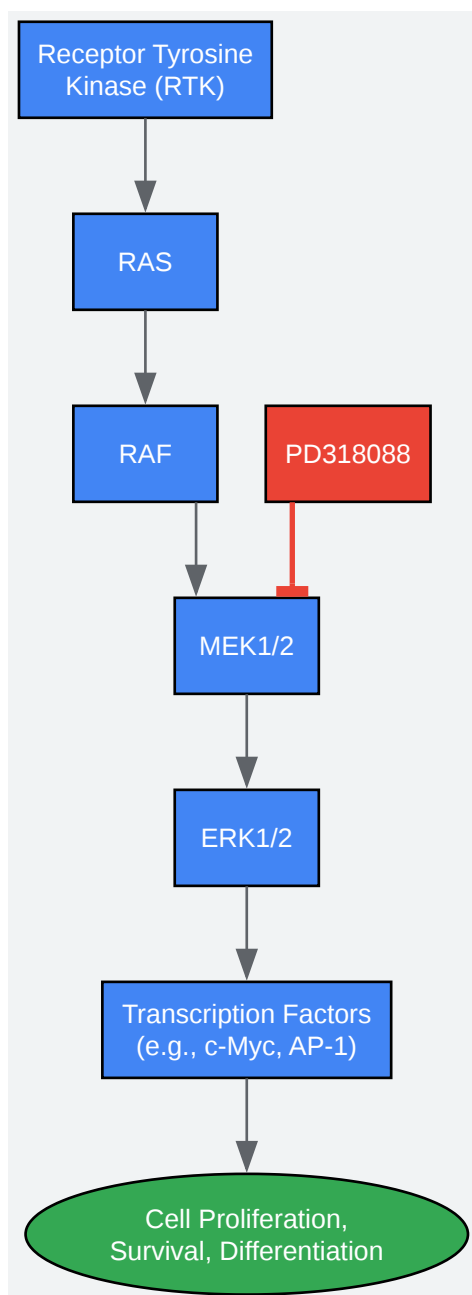 Receptor Tyrosine
Kinase (RTK)
RAS
RAF
PD318088
MEK1/2
ERK1/2
Transcription Factors
(e.g., c-Myc, AP-1)
Cell Proliferation,
Survival, Differentiation